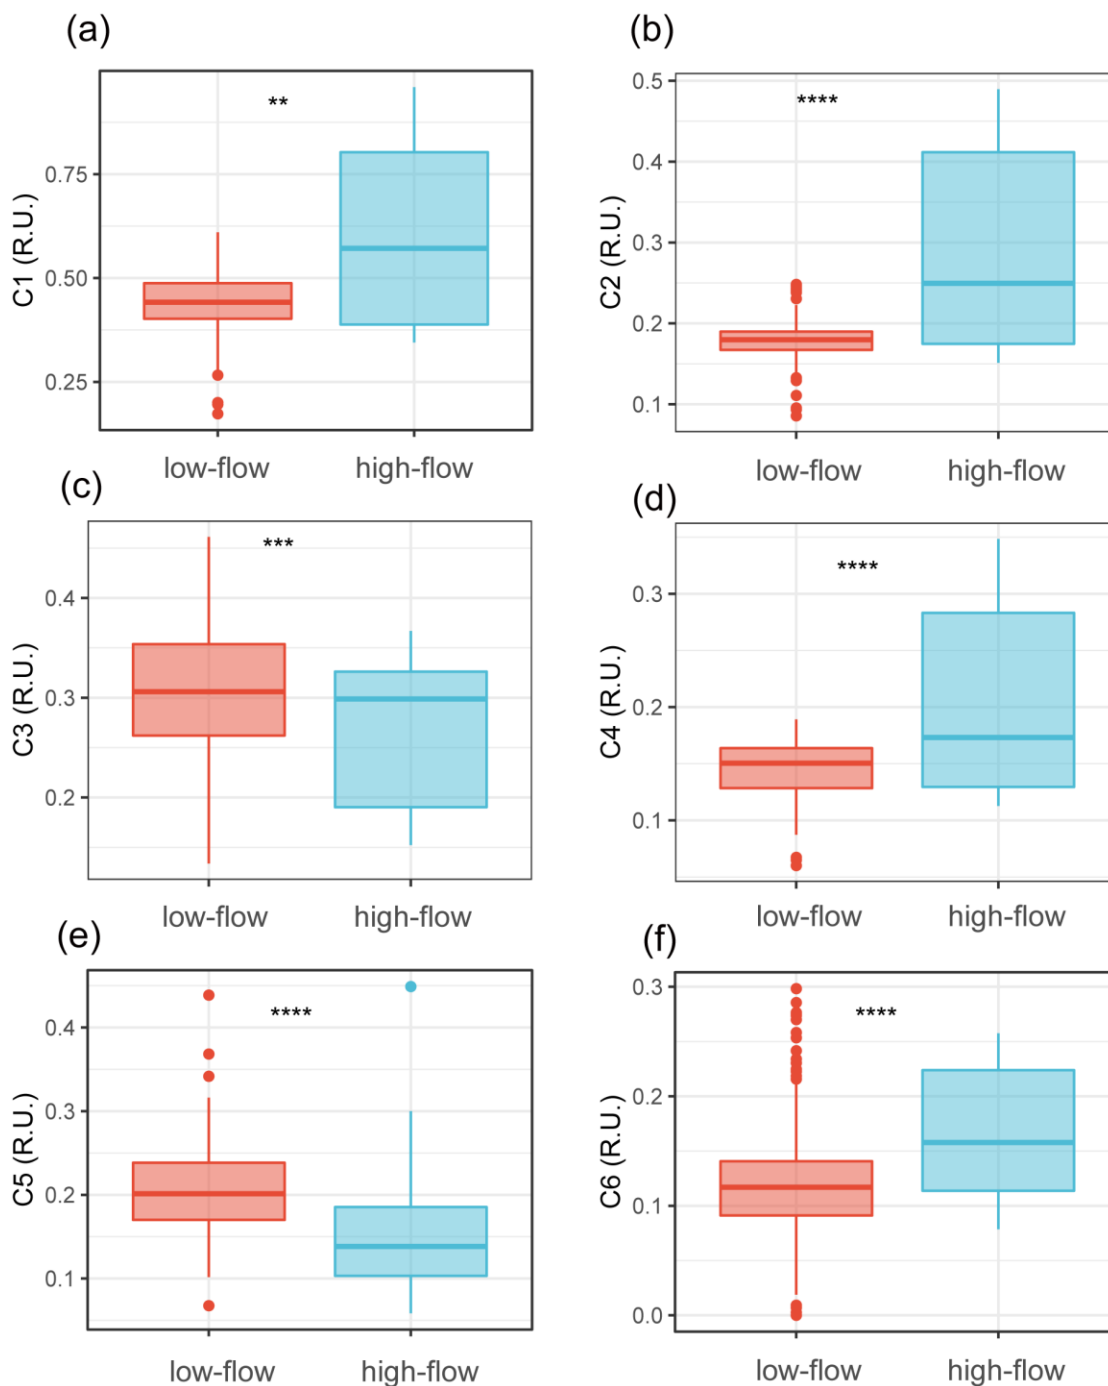 (a)
**
C1 (R.U.)
0.75
0.50
0.25
low-flow
high-flow
(b)
****
C2 (R.U.)
0.5
0.4
0.3
0.2
0.1
low-flow
high-flow
(c)
***
C3 (R.U.)
0.4
0.3
0.2
low-flow
high-flow
(d)
****
C4 (R.U.)
0.3
0.2
0.1
low-flow
high-flow
(e)
****
C5 (R.U.)
0.4
0.3
0.2
0.1
low-flow
high-flow
(f)
****
C6 (R.U.)
0.3
0.2
0.1
0.0
low-flow
high-flow